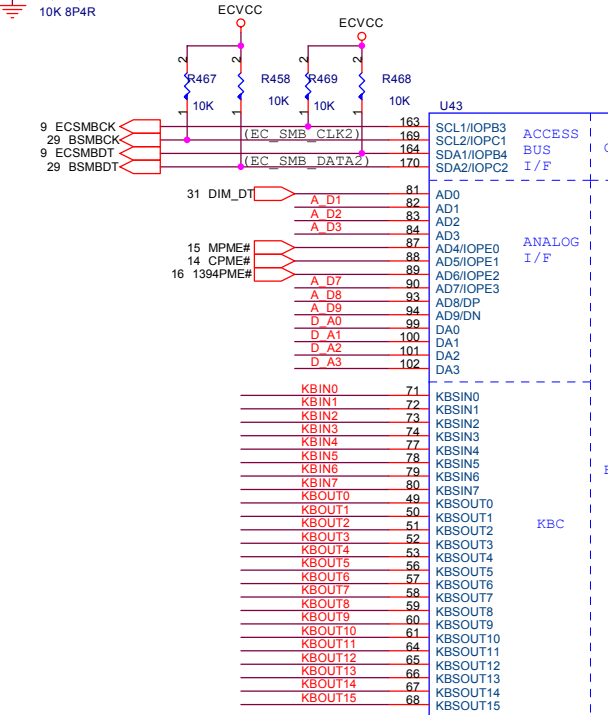 10K 8P4R
ECVCC
ECVCC
2 2 2 2
R467 R458 R469 R468
10K 10K 10K 10K
1 1 1 1
U43
9 ECSMBCK 163 SCL1/IOPB3
29 BSMBCK (EC_SMB_CLK2) 169 SCL2/IOPC1 ACCESS
9 ECSMBDT 164 SDA1/IOPB4 BUS
29 BSMBDT (EC_SMB_DATA2) 170 SDA2/IOPC2 I/F
31 DIM_DT 81 AD0
A_D1 82 AD1
A_D2 83 AD2
A_D3 84 AD3
15 MPME# 87 AD4/IOPE0 ANALOG
14 CPME# 88 AD5/IOPE1 I/F
16 1394PME# 89 AD6/IOPE2
A_D7 90 AD7/IOPE3
A_D8 93 AD8/DP
A_D9 94 AD9/DN
D_A0 99 DA0
D_A1 100 DA1
D_A2 101 DA2
D_A3 102 DA3
KBIN0 71 KBSIN0
KBIN1 72 KBSIN1
KBIN2 73 KBSIN2
KBIN3 74 KBSIN3
KBIN4 77 KBSIN4
KBIN5 78 KBSIN5
KBIN6 79 KBSIN6
KBIN7 80 KBSIN7
KBOUT0 49 KBSOUT0
KBOUT1 50 KBSOUT1
KBOUT2 51 KBSOUT2 KBC
KBOUT3 52 KBSOUT3
KBOUT4 53 KBSOUT4
KBOUT5 56 KBSOUT5
KBOUT6 57 KBSOUT6
KBOUT7 58 KBSOUT7
KBOUT8 59 KBSOUT8
KBOUT9 60 KBSOUT9
KBOUT10 61 KBSOUT10
KBOUT11 64 KBSOUT11
KBOUT12 65 KBSOUT12
KBOUT13 66 KBSOUT13
KBOUT14 67 KBSOUT14
KBOUT15 68 KBSOUT15